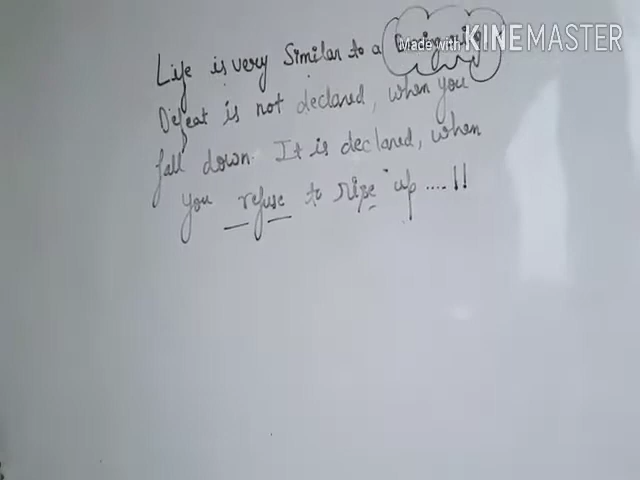 Made with KINEMASTER
Life is very Similar to a
Defeat is not declared, when you
fall down. It is declared, when
you refuse to rise up ....!!